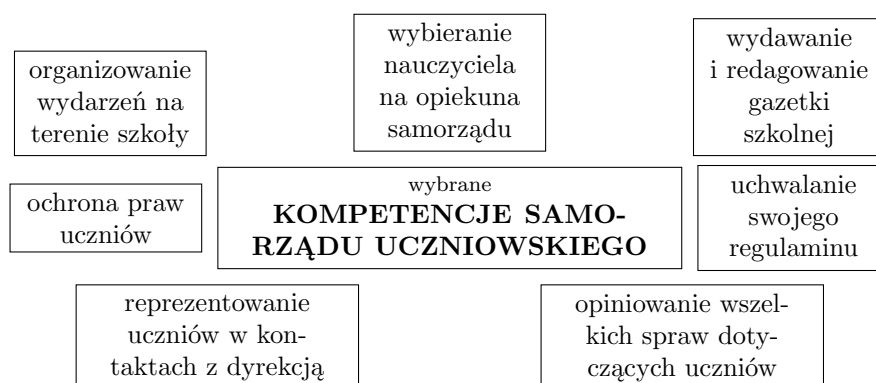 organizowanie
wydarzeń na
terenie szkoły
wybieranie
nauczyciela
na opiekuna
samorządu
wydawanie
i redagowanie
gazetki
szkolnej
ochrona praw
uczniów
wybrane
KOMPETENCJE SAMO-
RZĄDU UCZNIOWSKIEGO
uchwalanie
swojego
regulaminu
reprezentowanie
uczniów w kon-
taktach z dyrekcją
opiniowanie wszel-
kich spraw doty-
czących uczniów